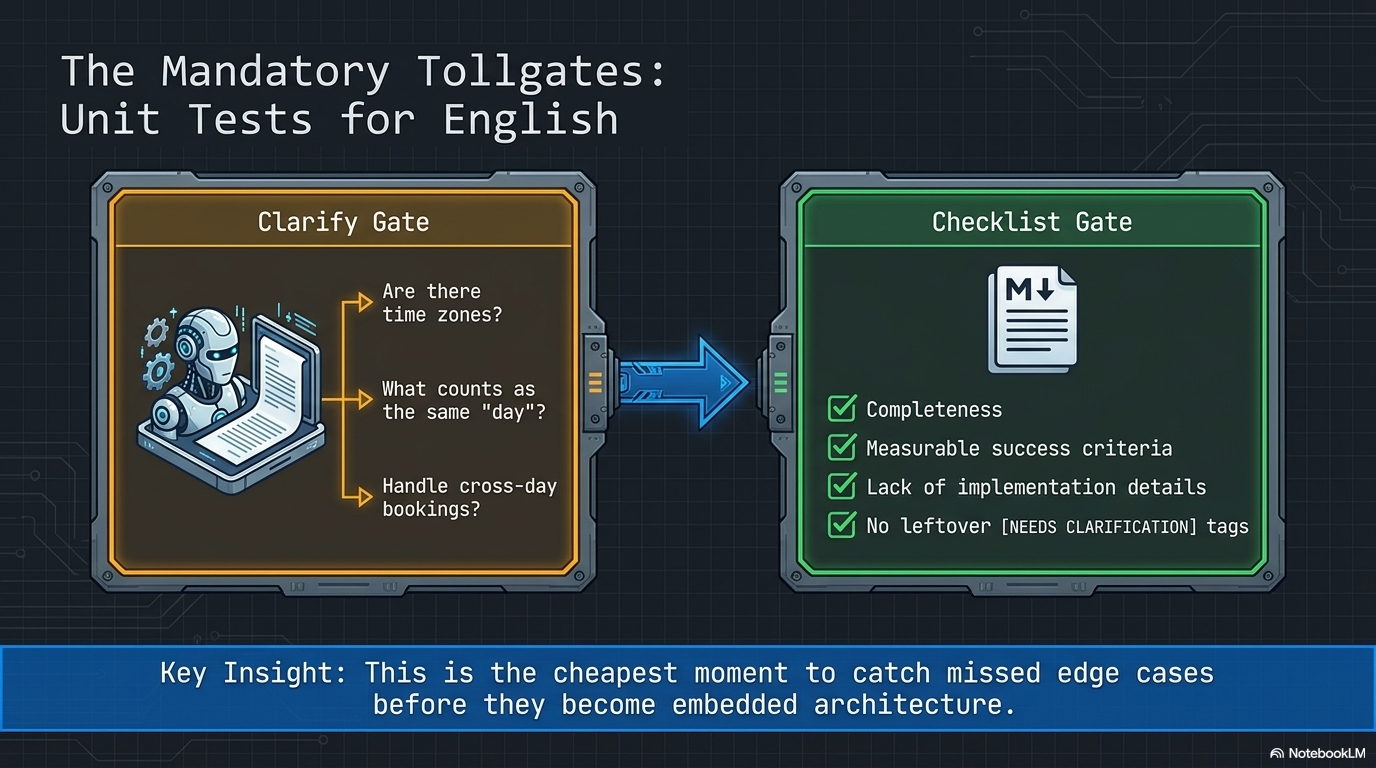 The Mandatory Tollgates:
Unit Tests for English
Clarify Gate
Are there
time zones?
What counts as
the same "day"?
Handle cross-day
bookings?
Checklist Gate
M↓
Completeness
Measurable success criteria
Lack of implementation details
No leftover [NEEDS CLARIFICATION] tags
Key Insight: This is the cheapest moment to catch missed edge cases
before they become embedded architecture.
NotebookLM